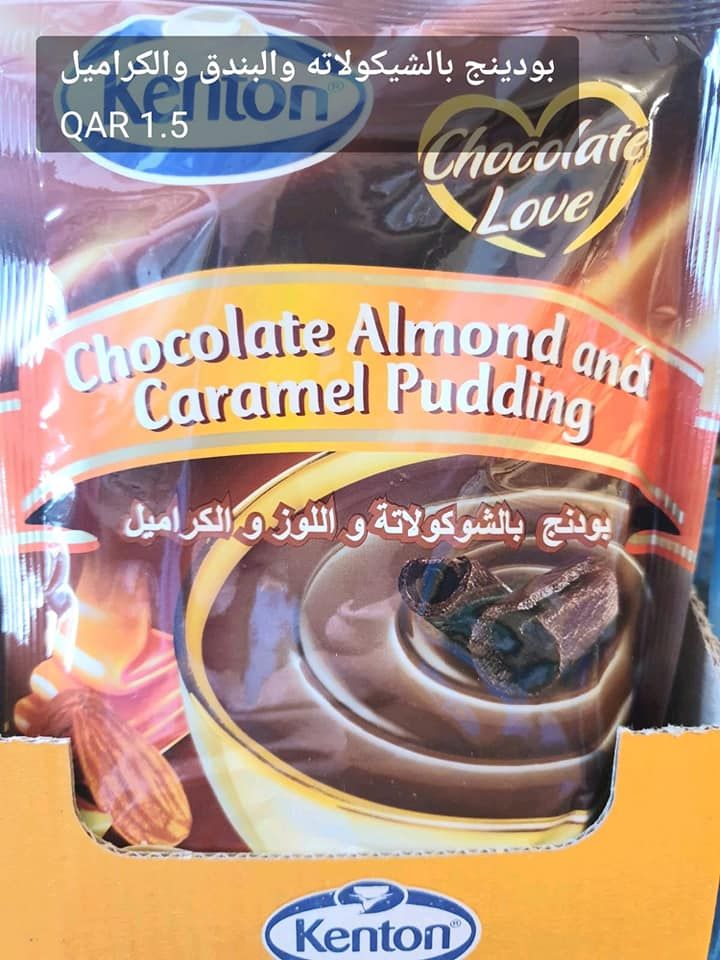 بودينج بالشيكولاته والبندق والكراميل
QAR 1.5
Kenton®
Chocolate
Love
Chocolate Almond and
Caramel Pudding
بودنج بالشوكولاتة و اللوز و الكراميل
Kenton®